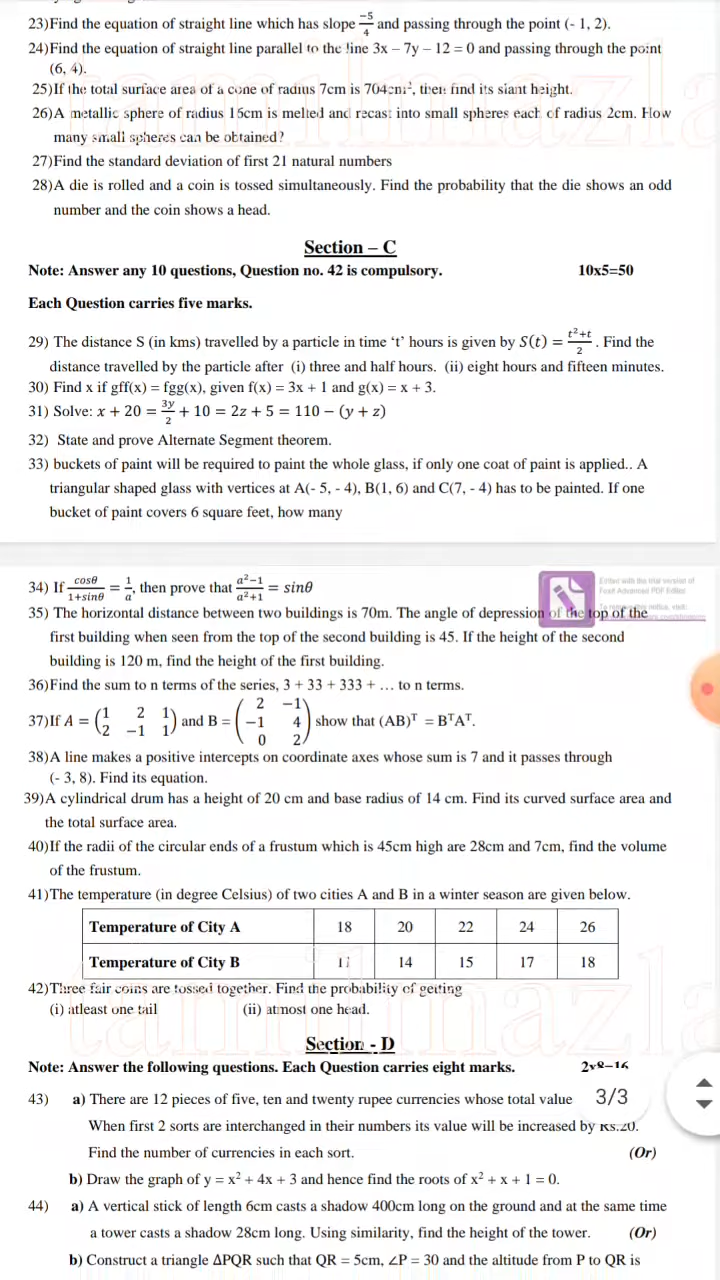 23)Find the equation of straight line which has slope −5/4 and passing through the point (- 1, 2).
24)Find the equation of straight line parallel to the line 3x – 7y – 12 = 0 and passing through the point
(6, 4).
25)If the total surface area of a cone of radius 7cm is 704cm², then find its slant height.
26)A metallic sphere of radius 16cm is melted and recast into small spheres each of radius 2cm. How
many small spheres can be obtained?
27)Find the standard deviation of first 21 natural numbers
28)A die is rolled and a coin is tossed simultaneously. Find the probability that the die shows an odd
number and the coin shows a head.
Section – C
Note: Answer any 10 questions, Question no. 42 is compulsory. 10x5=50
Each Question carries five marks.
29) The distance S (in kms) travelled by a particle in time ‘t’ hours is given by S(t) = (t²+t)/2 . Find the
distance travelled by the particle after (i) three and half hours. (ii) eight hours and fifteen minutes.
30) Find x if gff(x) = fgg(x), given f(x) = 3x + 1 and g(x) = x + 3.
31) Solve: x + 20 = 3y/2 + 10 = 2z + 5 = 110 − (y + z)
32) State and prove Alternate Segment theorem.
33) buckets of paint will be required to paint the whole glass, if only one coat of paint is applied.. A
triangular shaped glass with vertices at A(- 5, - 4), B(1, 6) and C(7, - 4) has to be painted. If one
bucket of paint covers 6 square feet, how many
34) If cosθ/(1+sinθ) = 1/a, then prove that (a²−1)/(a²+1) = sinθ
35) The horizontal distance between two buildings is 70m. The angle of depression of the top of the
first building when seen from the top of the second building is 45. If the height of the second
building is 120 m, find the height of the first building.
36)Find the sum to n terms of the series, 3 + 33 + 333 + … to n terms.
37)If A = (1 2 1
2 −1 1) and B = (2 −1
−1 4
0 2) show that (AB)ᵀ = BᵀAᵀ.
38)A line makes a positive intercepts on coordinate axes whose sum is 7 and it passes through
(- 3, 8). Find its equation.
39)A cylindrical drum has a height of 20 cm and base radius of 14 cm. Find its curved surface area and
the total surface area.
40)If the radii of the circular ends of a frustum which is 45cm high are 28cm and 7cm, find the volume
of the frustum.
41)The temperature (in degree Celsius) of two cities A and B in a winter season are given below.
Temperature of City A 18 20 22 24 26
Temperature of City B 11 14 15 17 18
42)Three fair coins are tossed together. Find the probability of getting
(i) atleast one tail (ii) atmost one head.
Section - D
Note: Answer the following questions. Each Question carries eight marks. 2x8=16
43) a) There are 12 pieces of five, ten and twenty rupee currencies whose total value
3/3
When first 2 sorts are interchanged in their numbers its value will be increased by Rs.20.
Find the number of currencies in each sort. (Or)
b) Draw the graph of y = x² + 4x + 3 and hence find the roots of x² + x + 1 = 0.
44) a) A vertical stick of length 6cm casts a shadow 400cm long on the ground and at the same time
a tower casts a shadow 28cm long. Using similarity, find the height of the tower. (Or)
b) Construct a triangle ΔPQR such that QR = 5cm, ∠P = 30 and the altitude from P to QR is